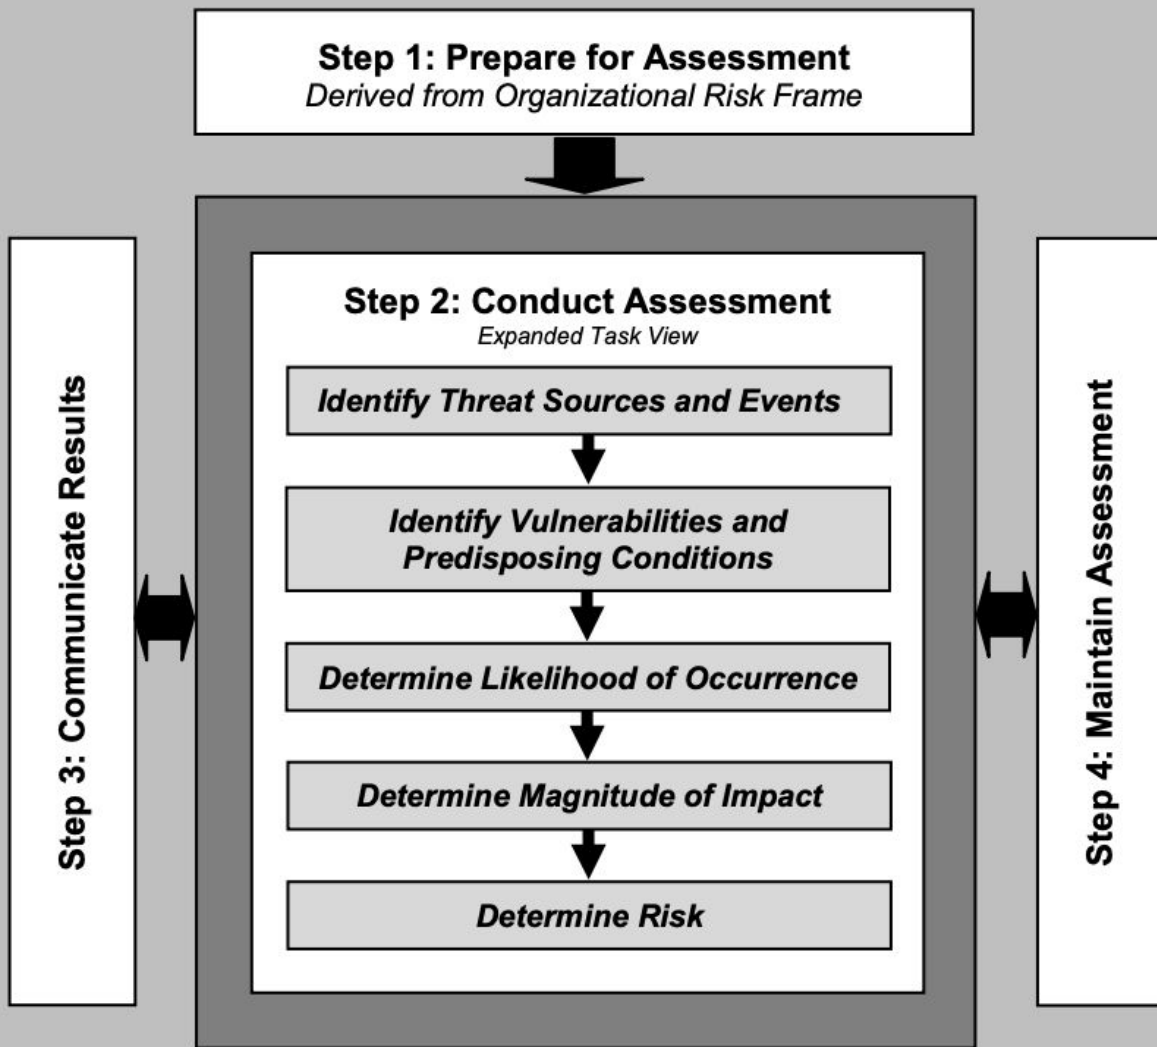 Step 1: Prepare for Assessment
Derived from Organizational Risk Frame
Step 3: Communicate Results
Step 2: Conduct Assessment
Expanded Task View
Identify Threat Sources and Events
Identify Vulnerabilities and
Predisposing Conditions
Determine Likelihood of Occurrence
Determine Magnitude of Impact
Determine Risk
Step 4: Maintain Assessment